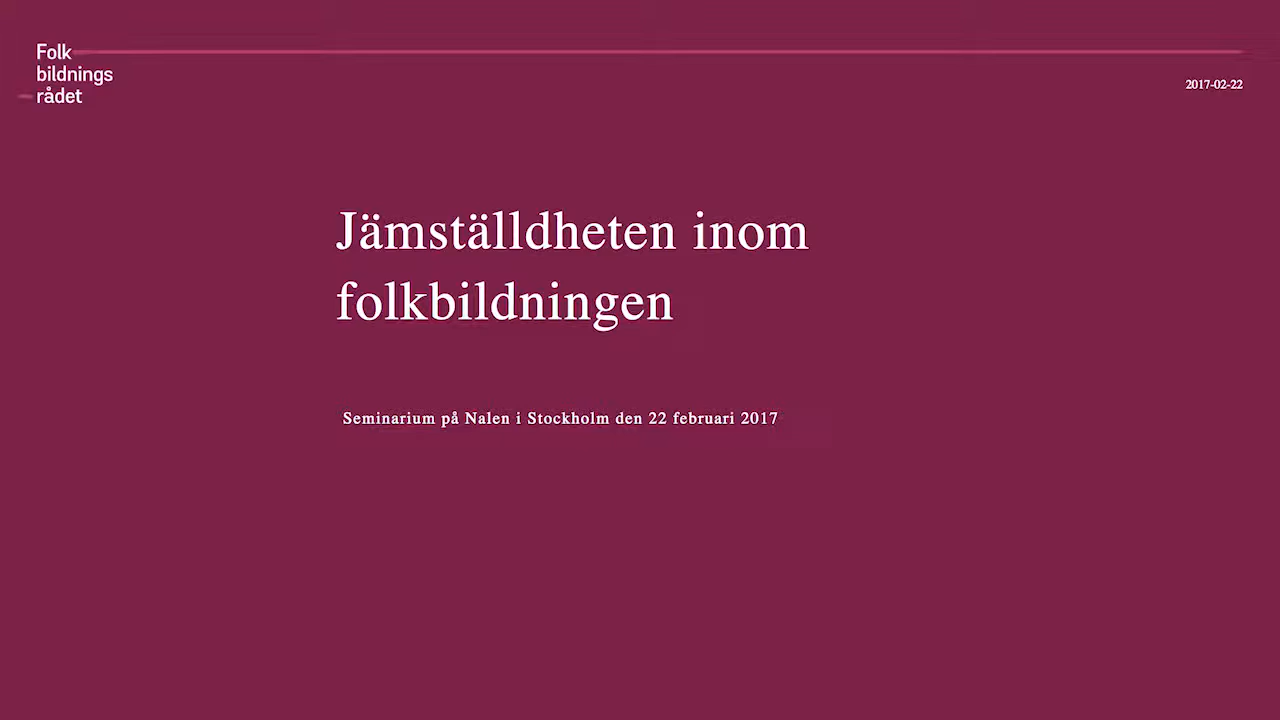 Folk
bildnings
rådet
2017-02-22
Jämställdheten inom
folkbildningen
Seminarium på Nalen i Stockholm den 22 februari 2017